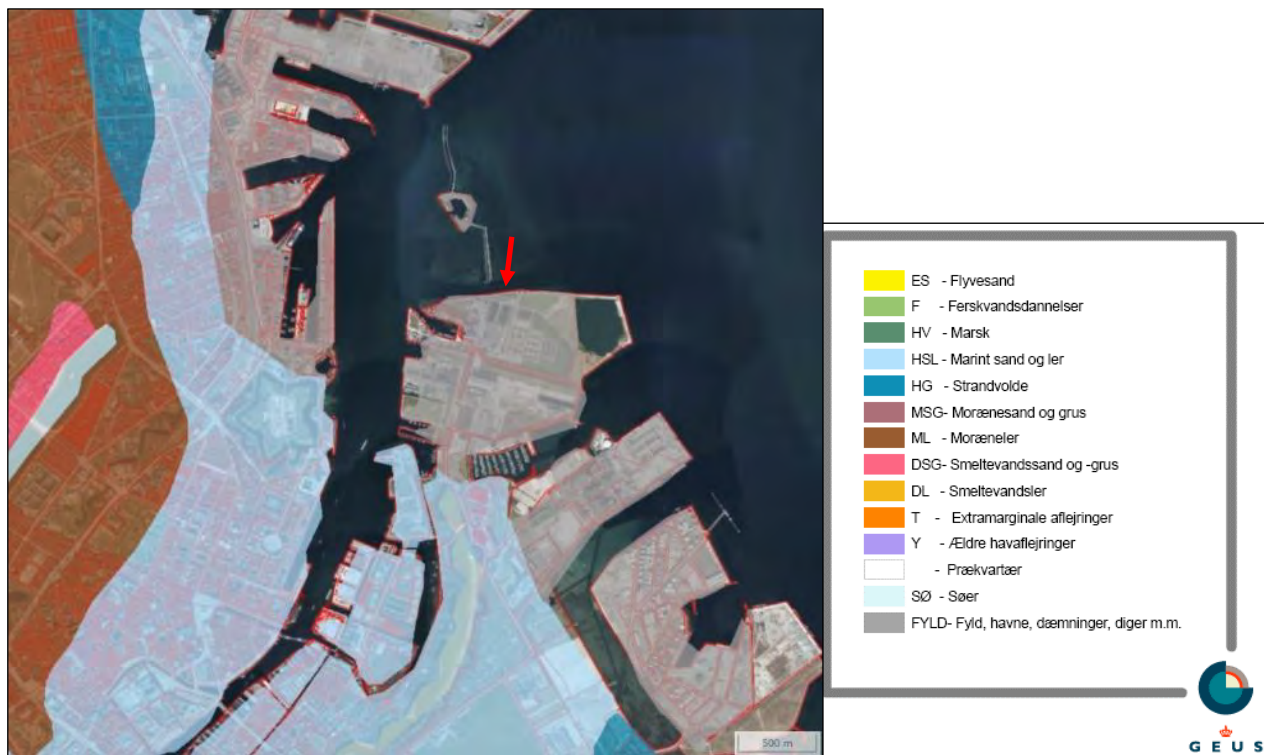 500 m
ES - Flyvesand
F - Ferskvandsdannelser
HV - Marsk
HSL - Marint sand og ler
HG - Strandvolde
MSG- Morænesand og grus
ML - Moræneler
DSG- Smeltevandssand og -grus
DL - Smeltevandsler
T - Extramarginale aflejringer
Y - Ældre havaflejringer
- Prækvartær
SØ - Søer
FYLD- Fyld, havne, dæmninger, diger m.m.
G E U S